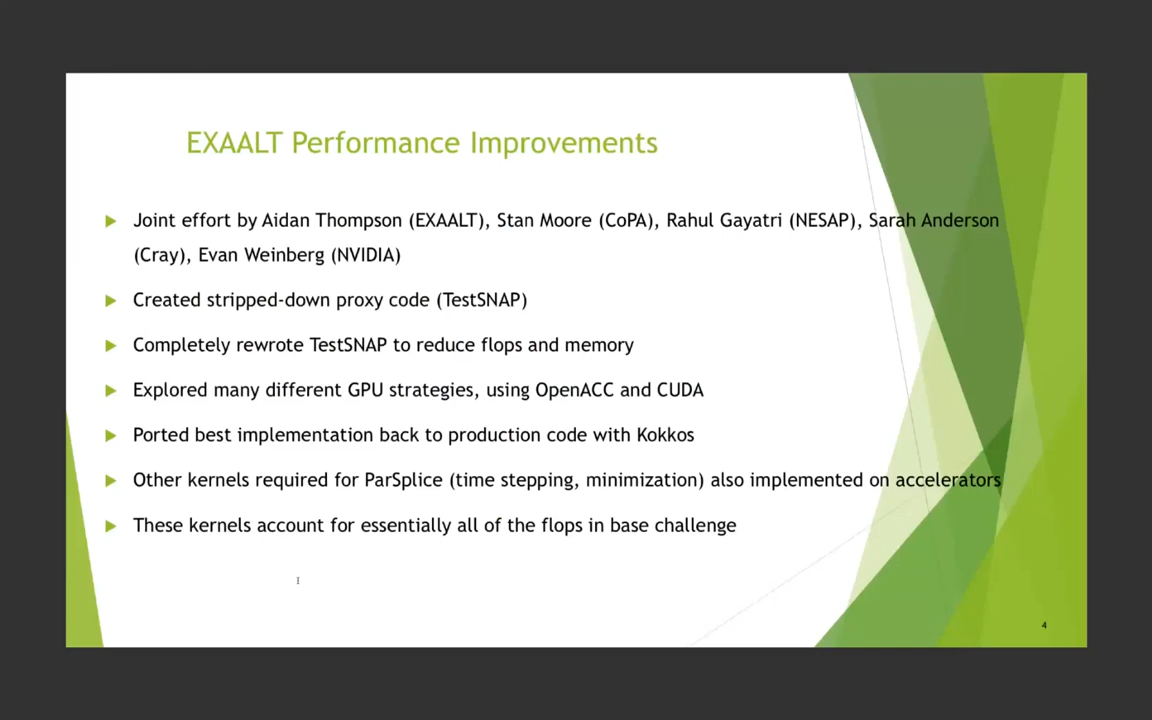 EXAALT Performance Improvements
Joint effort by Aidan Thompson (EXAALT), Stan Moore (CoPA), Rahul Gayatri (NESAP), Sarah Anderson
(Cray), Evan Weinberg (NVIDIA)
Created stripped-down proxy code (TestSNAP)
Completely rewrote TestSNAP to reduce flops and memory
Explored many different GPU strategies, using OpenACC and CUDA
Ported best implementation back to production code with Kokkos
Other kernels required for ParSplice (time stepping, minimization) also implemented on accelerators
These kernels account for essentially all of the flops in base challenge
4